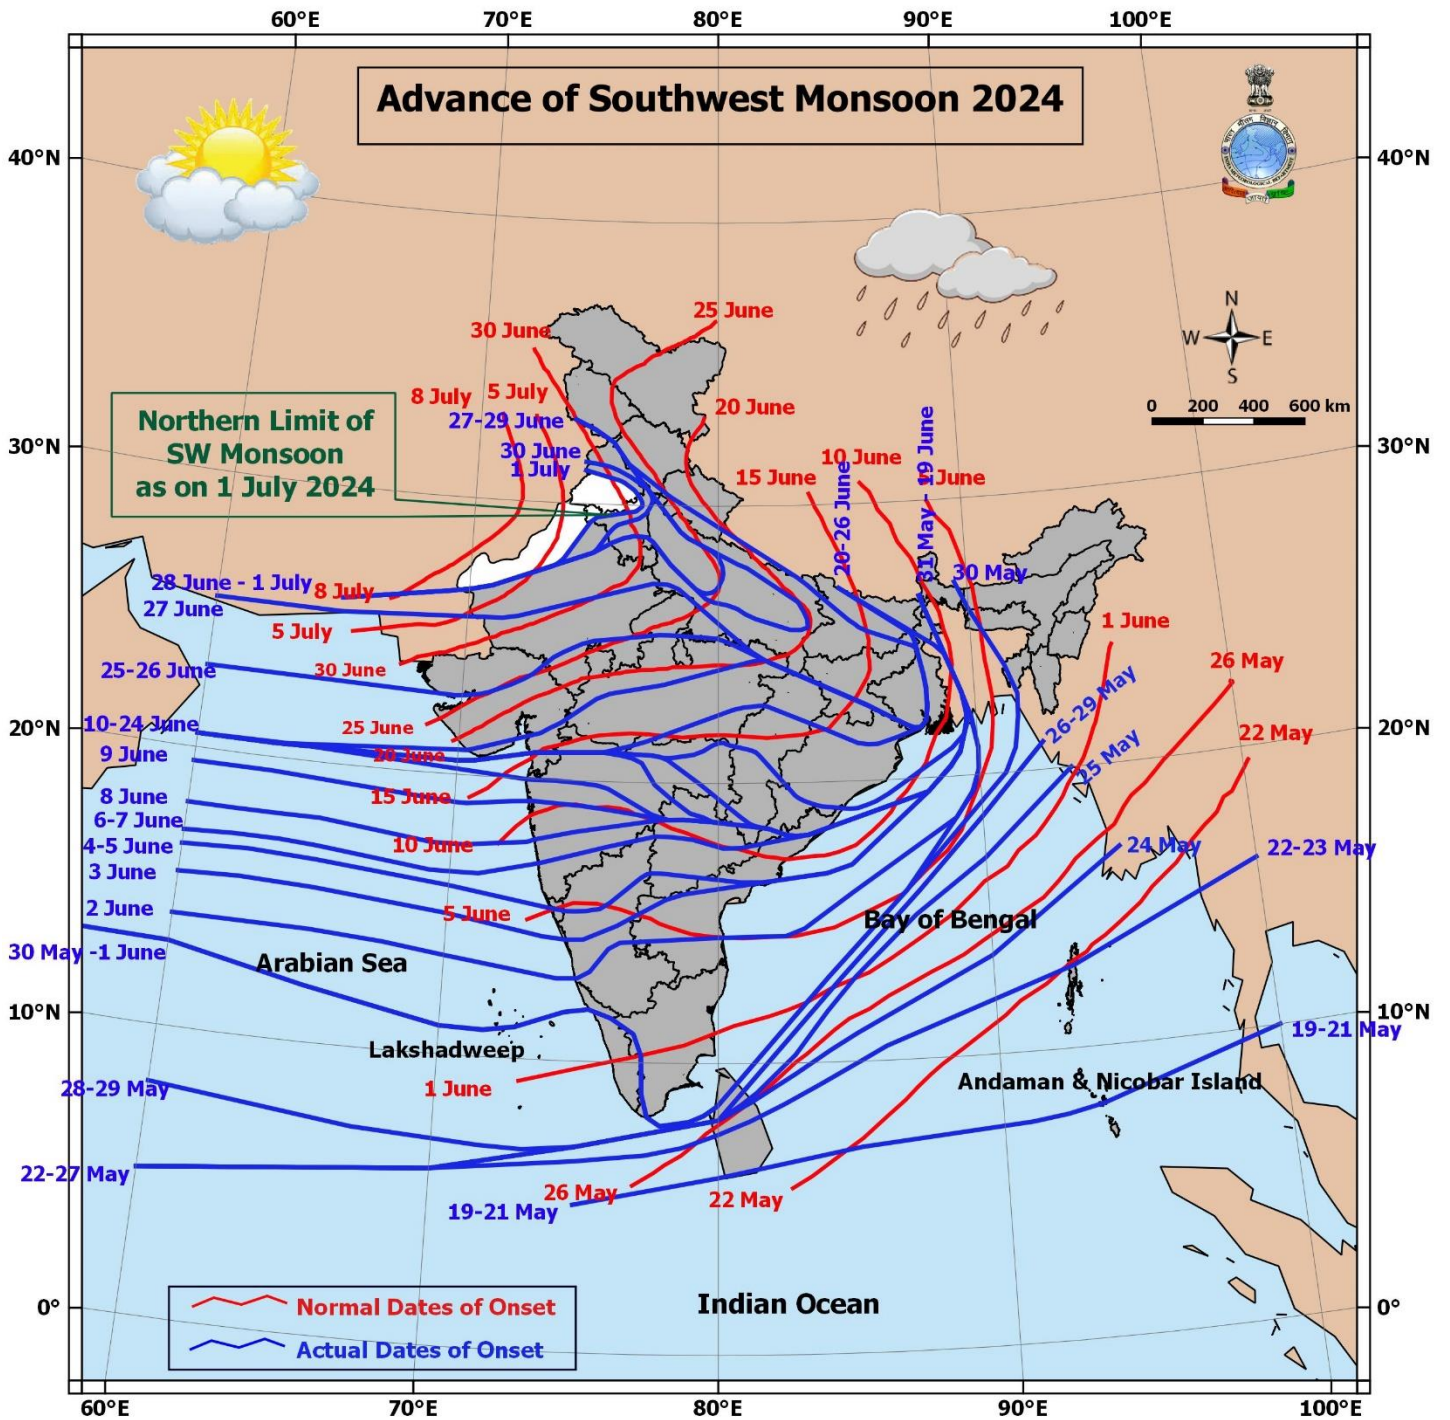 60°E 70°E 80°E 90°E 100°E
Advance of Southwest Monsoon 2024
40°N 40°N
N
W E
S
0 200 400 600 km
25 June
30 June
8 July 5 July
20 June
27-29 June
Northern Limit of
SW Monsoon
as on 1 July 2024
30°N 30°N
30 June
1 July
10 June
15 June
20-26 June
31 May - 19 June
June
30 May
28 June - 1 July 8 July
27 June
5 July
1 June
30 June
26 May
25-26 June
26-29 May
25 June
10-24 June
20°N 20°N
22 May
25 May
9 June
20 June
8 June
15 June
6-7 June
4-5 June
10 June
24 May
22-23 May
3 June
2 June
5 June
Bay of Bengal
30 May -1 June
Arabian Sea
10°N 10°N
19-21 May
Lakshadweep
28-29 May
1 June
Andaman & Nicobar Island
22-27 May
26 May
22 May
19-21 May
Indian Ocean
0° 0°
Normal Dates of Onset
Actual Dates of Onset
60°E 70°E 80°E 90°E 100°E